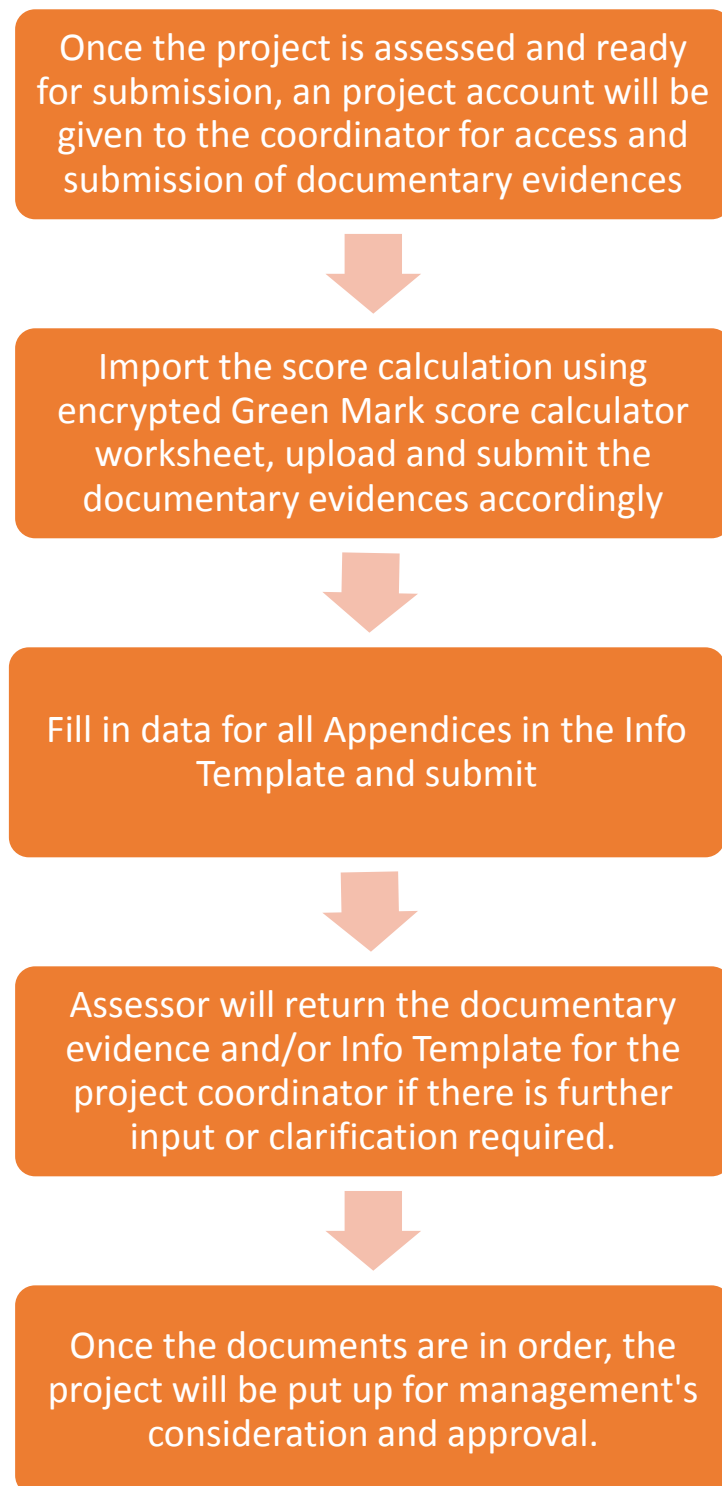 Once the project is assessed and ready
for submission, an project account will be
given to the coordinator for access and
submission of documentary evidences
Import the score calculation using
encrypted Green Mark score calculator
worksheet, upload and submit the
documentary evidences accordingly
Fill in data for all Appendices in the Info
Template and submit
Assessor will return the documentary
evidence and/or Info Template for the
project coordinator if there is further
input or clarification required.
Once the documents are in order, the
project will be put up for management's
consideration and approval.